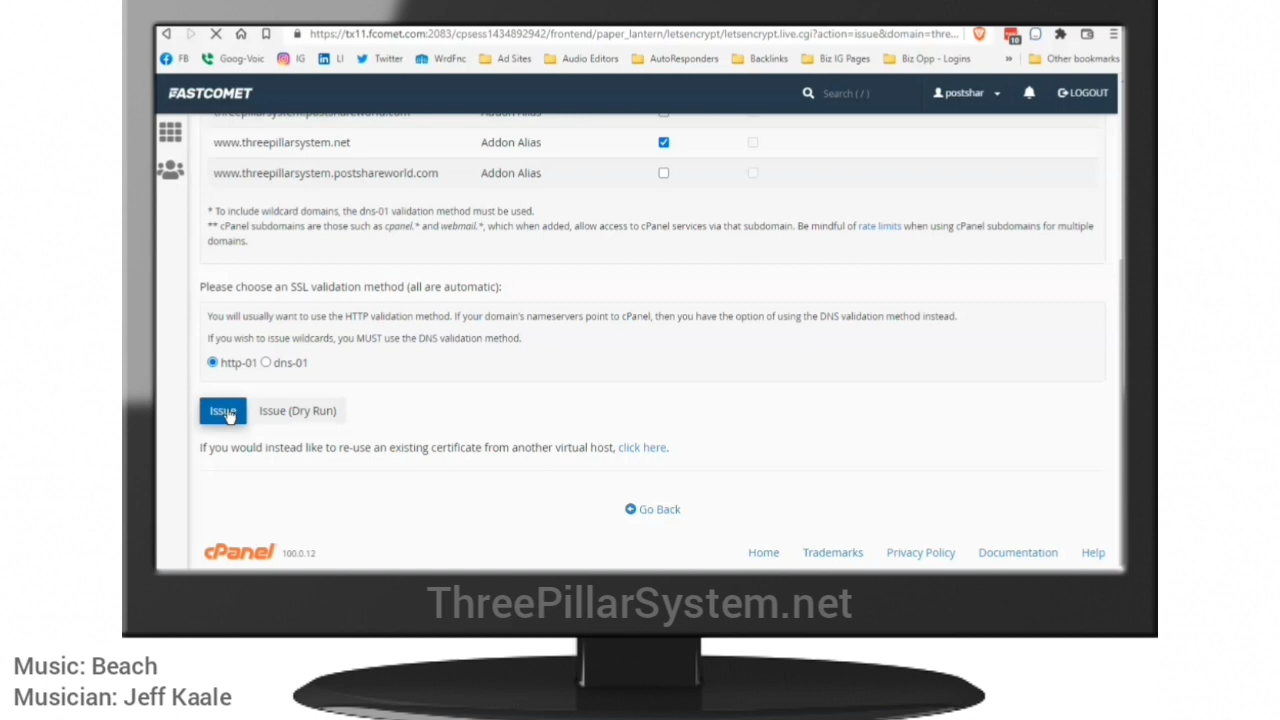 https://tx11.fcomet.com:2083/cpsess1434892942/frontend/paper_lantern/letsencrypt/letsencrypt.live.cgi?action=issue&domain=thre...
FB Goog-Voic IG LI Twitter WrdFnc Ad Sites Audio Editors AutoResponders Backlinks Biz IG Pages Biz Opp - Logins » Other bookmarks
FASTCOMET Search ( / ) postshar LOGOUT
threepillarsystem.postshareworld.com Addon Alias
www.threepillarsystem.net Addon Alias
www.threepillarsystem.postshareworld.com Addon Alias
* To include wildcard domains, the dns-01 validation method must be used.
** cPanel subdomains are those such as cpanel.* and webmail.*, which when added, allow access to cPanel services via that subdomain. Be mindful of rate limits when using cPanel subdomains for multiple
domains.
Please choose an SSL validation method (all are automatic):
You will usually want to use the HTTP validation method. If your domain's nameservers point to cPanel, then you have the option of using the DNS validation method instead.
If you wish to issue wildcards, you MUST use the DNS validation method.
http-01 dns-01
Issue Issue (Dry Run)
If you would instead like to re-use an existing certificate from another virtual host, click here.
Go Back
cPanel 100.0.12 Home Trademarks Privacy Policy Documentation Help
ThreePillarSystem.net
Music: Beach
Musician: Jeff Kaale